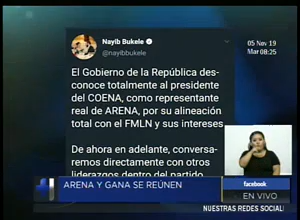 Nayib Bukele
@nayibbukele
05 Nov 19
Mar 08:25
El Gobierno de la República des-
conoce totalmente al presidente
del COENA, como representante
real de ARENA, por su alineación
total con el FMLN y sus intereses
De ahora en adelante, conversa-
remos directamente con otros
liderazgos dentro del partido
ARENA Y GANA SE REÚNEN
facebook
EN VIVO
NUESTRAS REDES SOCIAL